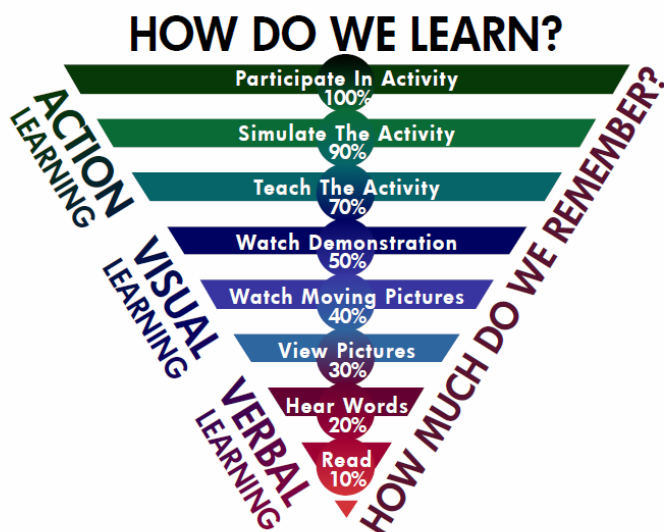 HOW DO WE LEARN?
Participate In Activity
100%
Simulate The Activity
90%
Teach The Activity
70%
Watch Demonstration
50%
Watch Moving Pictures
40%
View Pictures
30%
Hear Words
20%
Read
10%
ACTION
LEARNING
VISUAL
LEARNING
VERBAL
LEARNING
HOW MUCH DO WE REMEMBER?